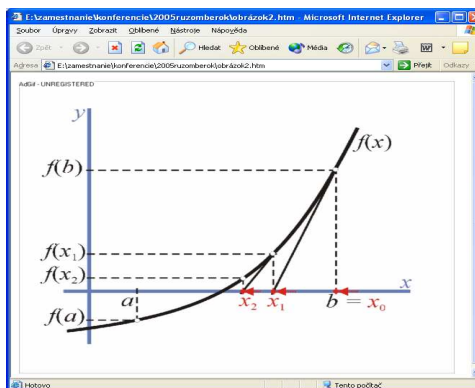 E:\zamestnanie\konferencie\2005ruzomberok\obrázok2.htm - Microsoft Internet Explorer
Soubor Úpravy Zobrazit Oblíbené Nástroje Nápověda
Zpět Hledat Oblíbené Média
Adresa E:\zamestnanie\konferencie\2005ruzomberok\obrázok2.htm Přejít Odkazy
AdGif - UNREGISTERED
y
f(x)
f(b)
f(x₁)
f(x₂)
a
x
x₂ x₁ b = x₀
f(a)
Hotovo Tento počítač